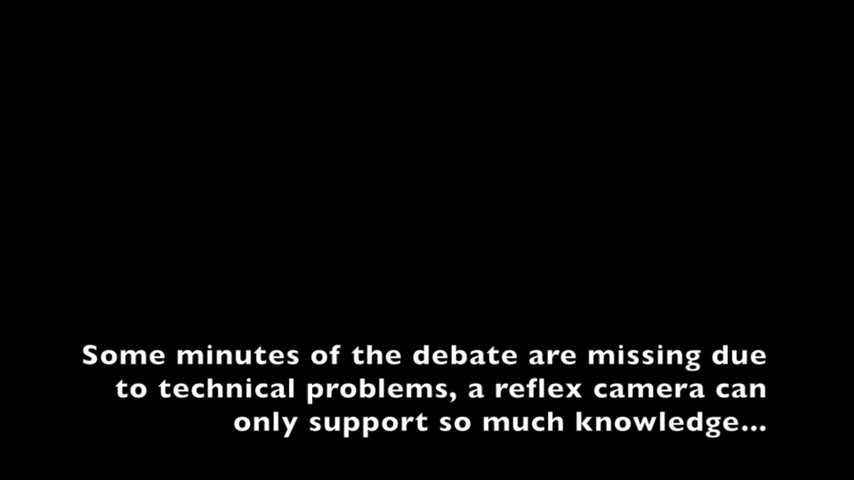 Some minutes of the debate are missing due
to technical problems, a reflex camera can
only support so much knowledge...